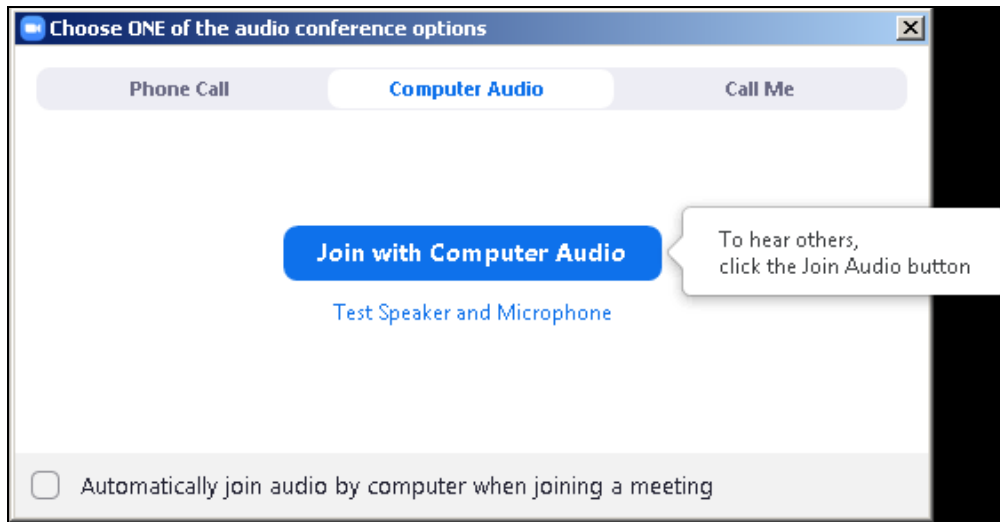 Choose ONE of the audio conference options
Phone Call
Computer Audio
Call Me
Join with Computer Audio
To hear others,
click the Join Audio button
Test Speaker and Microphone
Automatically join audio by computer when joining a meeting